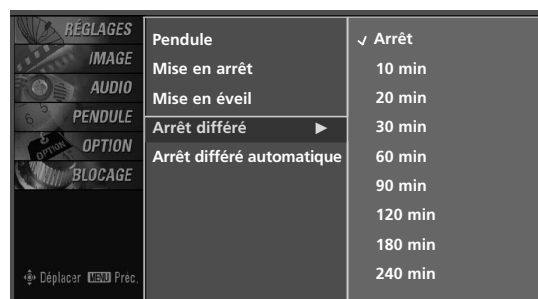 RÉGLAGES
IMAGE
AUDIO
PENDULE
OPTION
BLOCAGE
Déplacer MENU Préc.
Pendule
Mise en arrêt
Mise en éveil
Arrêt différé ►
Arrêt différé automatique
✓ Arrêt
10 min
20 min
30 min
60 min
90 min
120 min
180 min
240 min